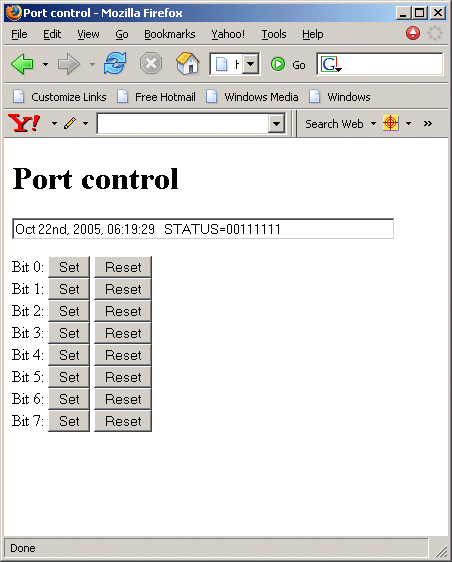 Port control - Mozilla Firefox
File Edit View Go Bookmarks Yahoo! Tools Help
Go G
Customize Links Free Hotmail Windows Media Windows
Y! Search Web »
Port control
Oct 22nd, 2005, 06:19:29 STATUS=00111111
Bit 0: Set Reset
Bit 1: Set Reset
Bit 2: Set Reset
Bit 3: Set Reset
Bit 4: Set Reset
Bit 5: Set Reset
Bit 6: Set Reset
Bit 7: Set Reset
Done